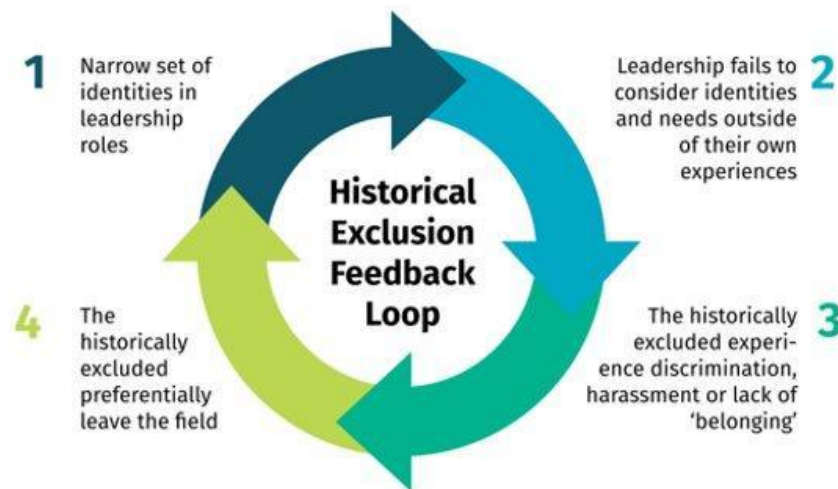 1
Narrow set of
identities in
leadership
roles
2
Leadership fails to
consider identities
and needs outside
of their own
experiences
Historical
Exclusion
Feedback
Loop
3
The historically
excluded experi-
ence discrimination,
harassment or lack of
‘belonging’
4
The
historically
excluded
preferentially
leave the field